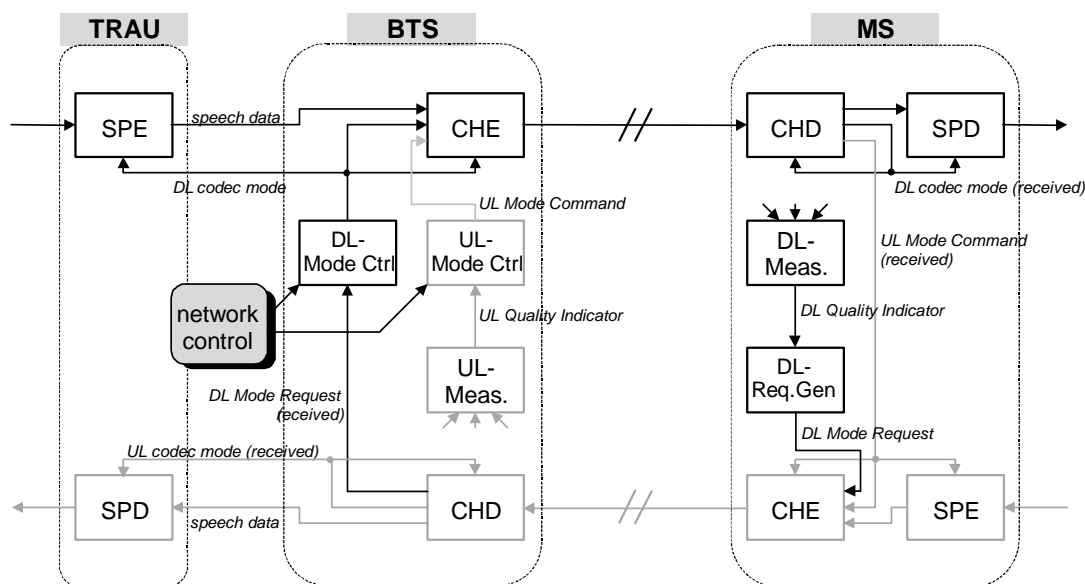 TRAU
BTS
MS
SPE
speech data
CHE
CHD
SPD
DL codec mode
DL codec mode (received)
UL Mode Command
DL-
Mode Ctrl
UL-
Mode Ctrl
DL-
Meas.
UL Mode Command
(received)
network
control
UL Quality Indicator
DL Quality Indicator
UL-
Meas.
DL-
Req.Gen
DL Mode Request
(received)
DL Mode Request
UL codec mode (received)
SPD
speech data
CHD
CHE
SPE